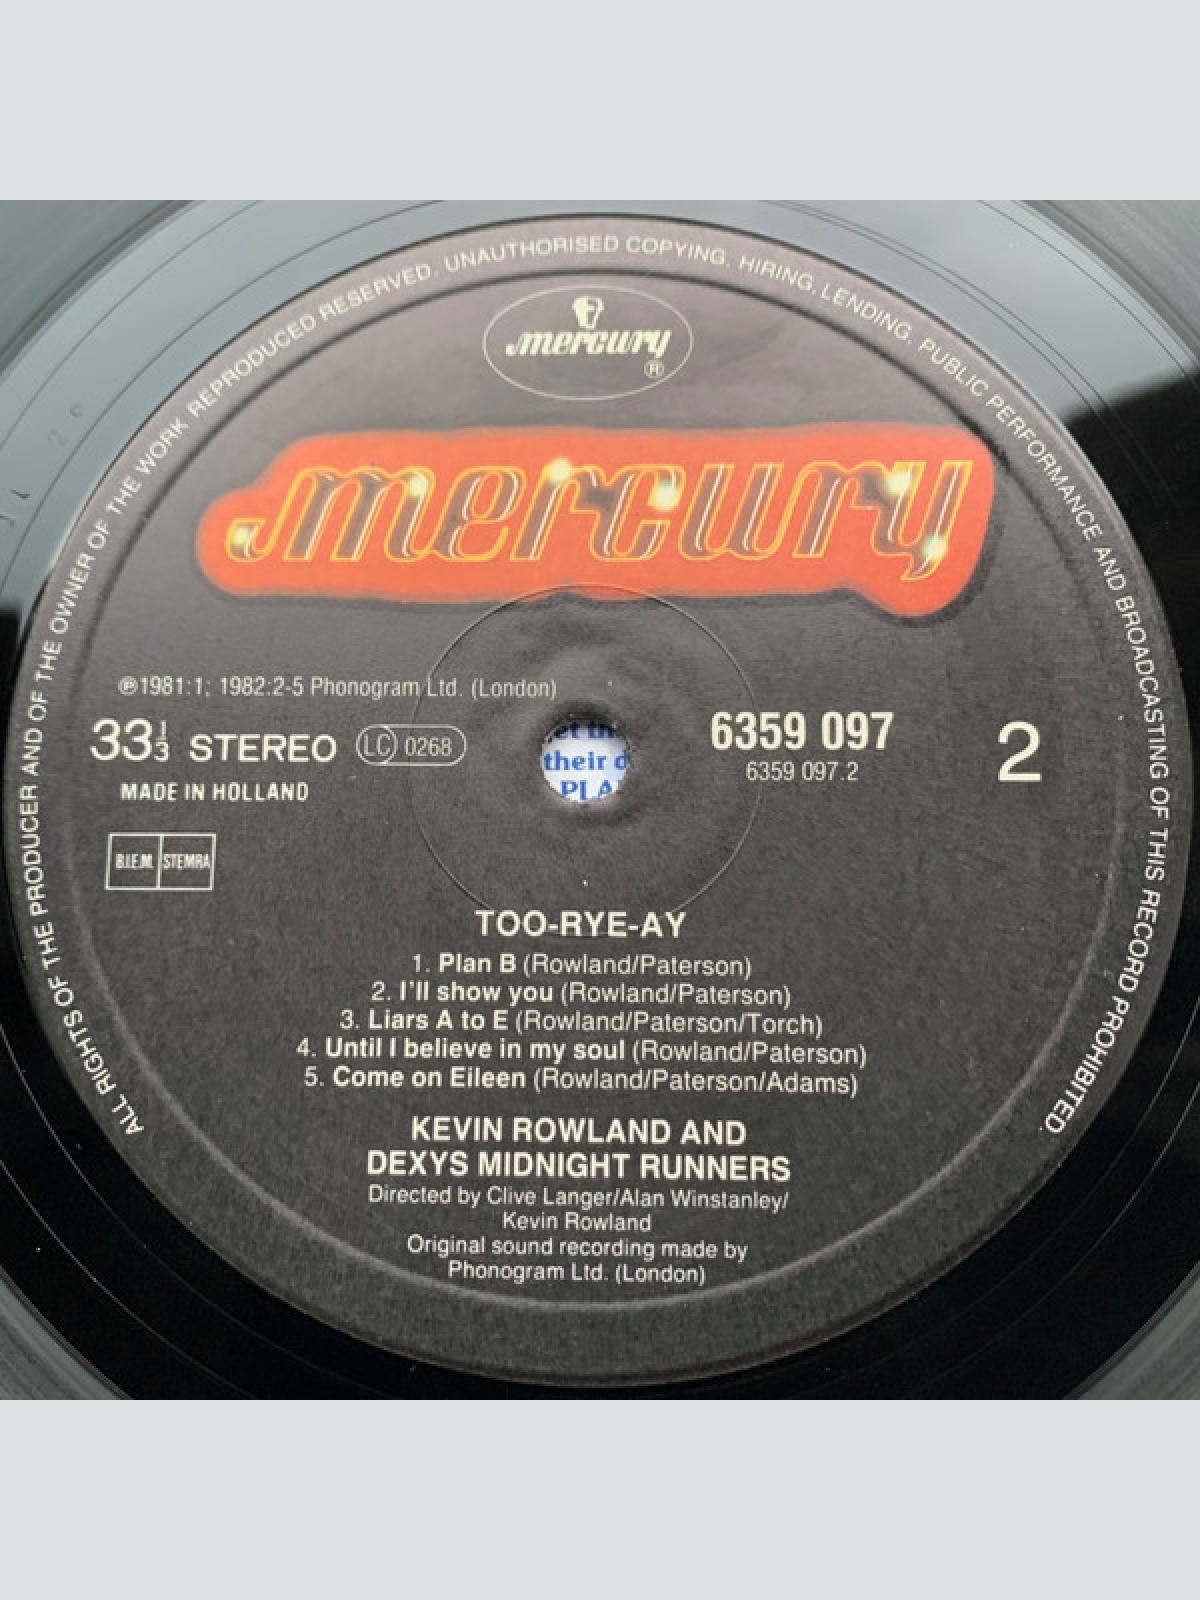 ALL RIGHTS OF THE PRODUCER AND OF THE OWNER OF THE WORK REPRODUCED RESERVED. UNAUTHORISED COPYING, HIRING, LENDING, PUBLIC PERFORMANCE AND BROADCASTING OF THIS RECORD PROHIBITED.
mercury
®
mercury
℗1981:1; 1982:2-5 Phonogram Ltd. (London)
33 1/3 STEREO LC 0268
6359 097
2
6359 097.2
MADE IN HOLLAND
B.I.E.M. STEMRA
their
PLA
TOO-RYE-AY
1. Plan B (Rowland/Paterson)
2. I'll show you (Rowland/Paterson)
3. Liars A to E (Rowland/Paterson/Torch)
4. Until I believe in my soul (Rowland/Paterson)
5. Come on Eileen (Rowland/Paterson/Adams)
KEVIN ROWLAND AND
DEXYS MIDNIGHT RUNNERS
Directed by Clive Langer/Alan Winstanley/
Kevin Rowland
Original sound recording made by
Phonogram Ltd. (London)